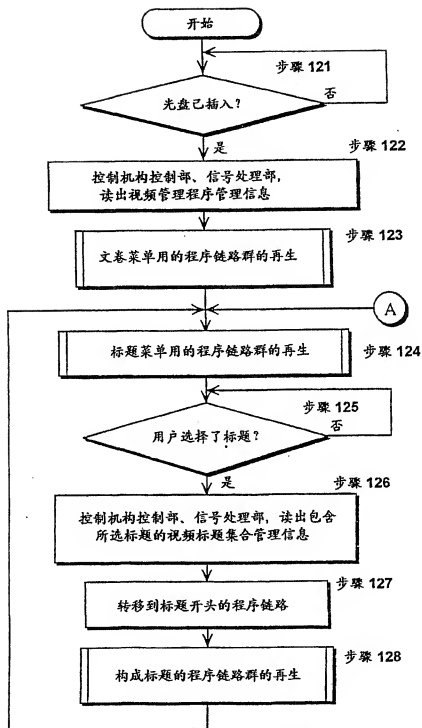 开始
步骤 121
光盘已插入?
否
是
步骤 122
控制机构控制部、信号处理部,
读出视频管理程序管理信息
步骤 123
文卷菜单用的程序链路群的再生
A
标题菜单用的程序链路群的再生
步骤 124
步骤 125
用户选择了标题?
否
是
步骤 126
控制机构控制部、信号处理部, 读出包含
所选标题的视频标题集合管理信息
步骤 127
转移到标题开头的程序链路
步骤 128
构成标题的程序链路群的再生